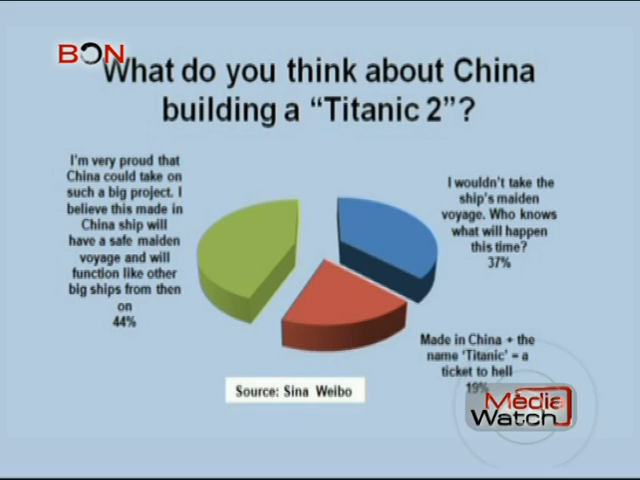 BON
What do you think about China
building a “Titanic 2”?
I'm very proud that
China could take on
such a big project. I
believe this made in
China ship will
have a safe maiden
voyage and will
function like other
big ships from then
on
44%
I wouldn't take the
ship's maiden
voyage. Who knows
what will happen
this time?
37%
Made in China + the
name ‘Titanic’ = a
ticket to hell
19%
Source: Sina Weibo
Media
Watch